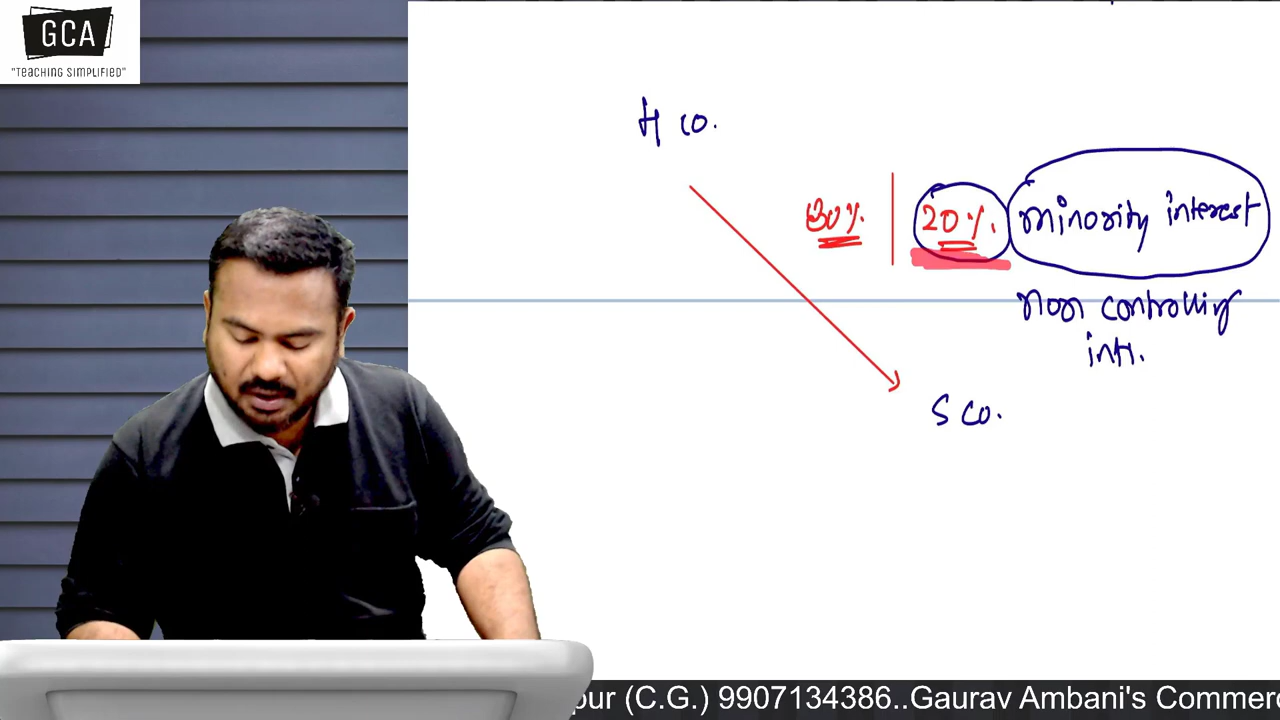 GCA
"TEACHING SIMPLIFIED"
H co.
80%. 20%. minority interest
non controlling
intt.
S co.
pur (C.G.) 9907134386..Gaurav Ambani's Commerc